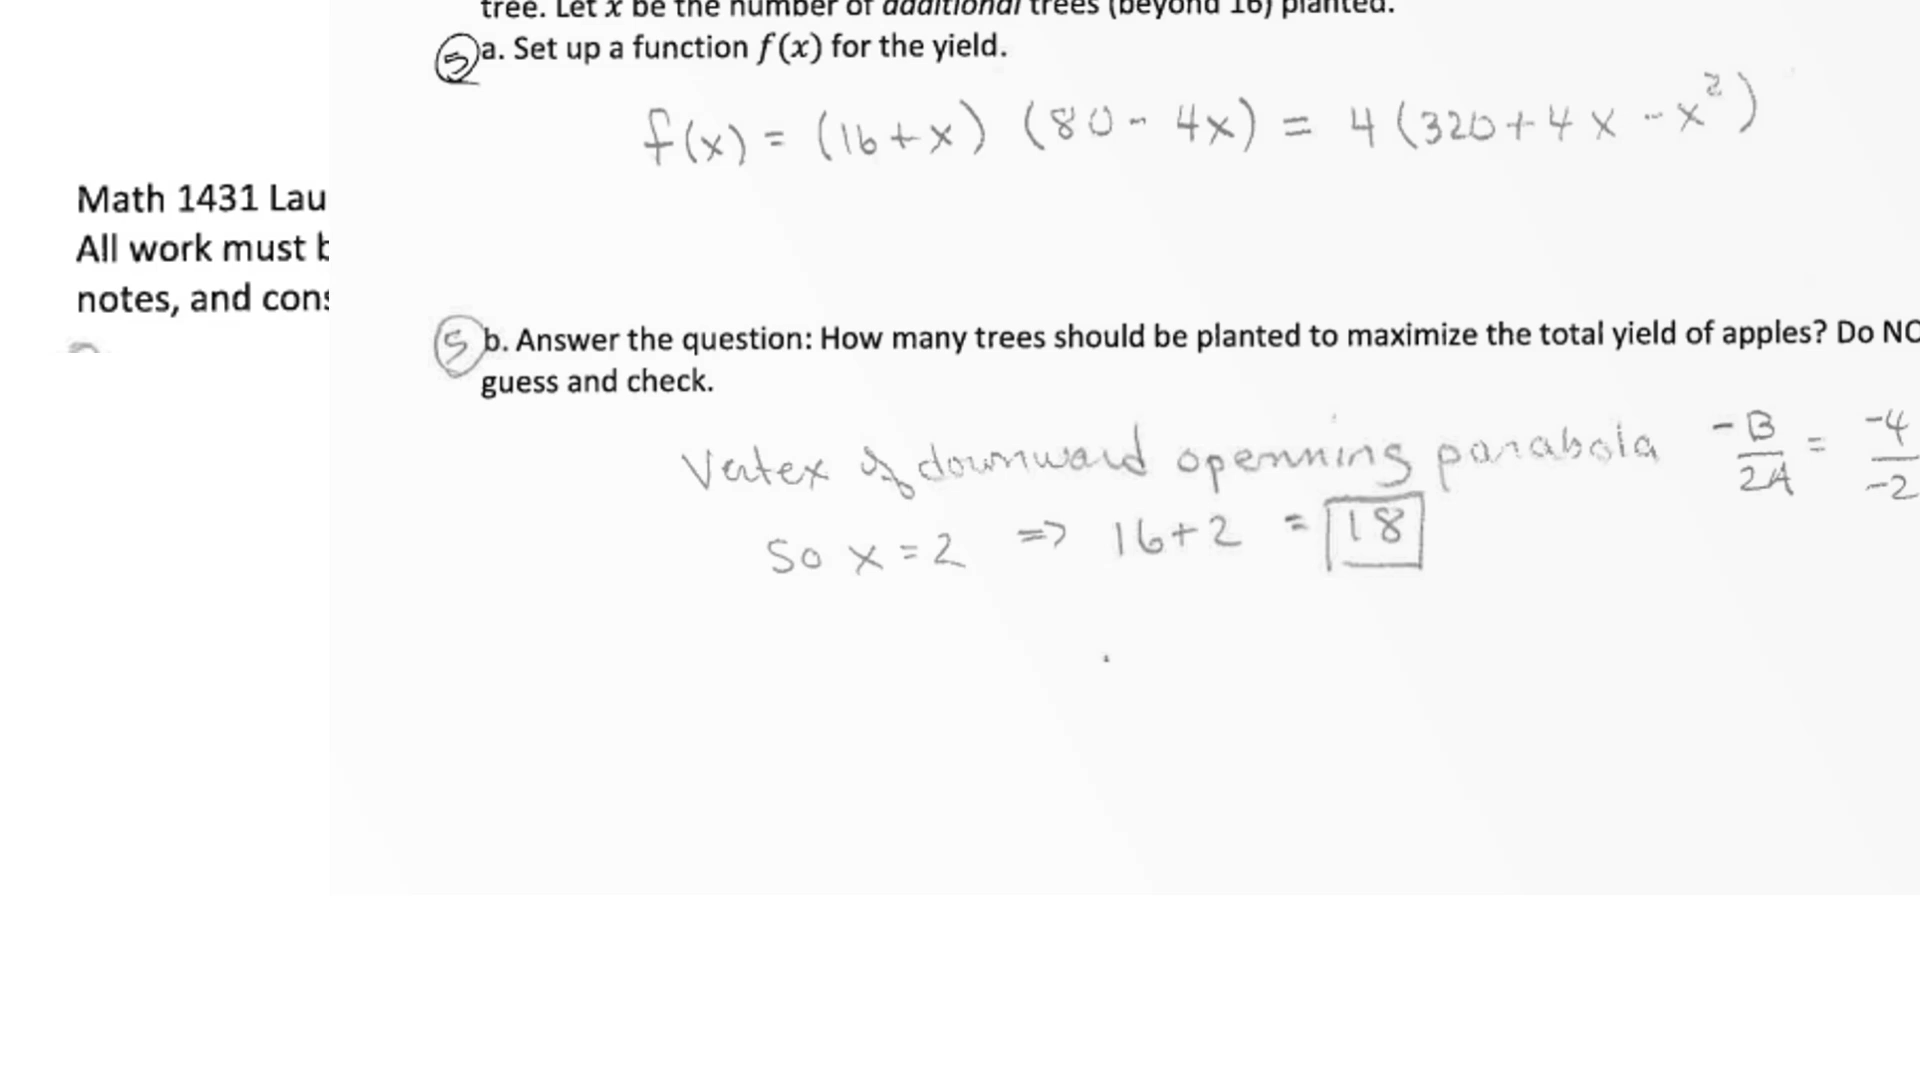 tree. Let x be the number of additional trees (beyond 16) planted.
5 a. Set up a function f(x) for the yield.
f(x) = (16+x) (80 - 4x) = 4(320+4x -x²)
Math 1431 Lau
All work must b
notes, and cons
5 b. Answer the question: How many trees should be planted to maximize the total yield of apples? Do NO
guess and check.
Vertex of downward openning parabola -B/2A = -4/-2
So x = 2 => 16+2 = 18